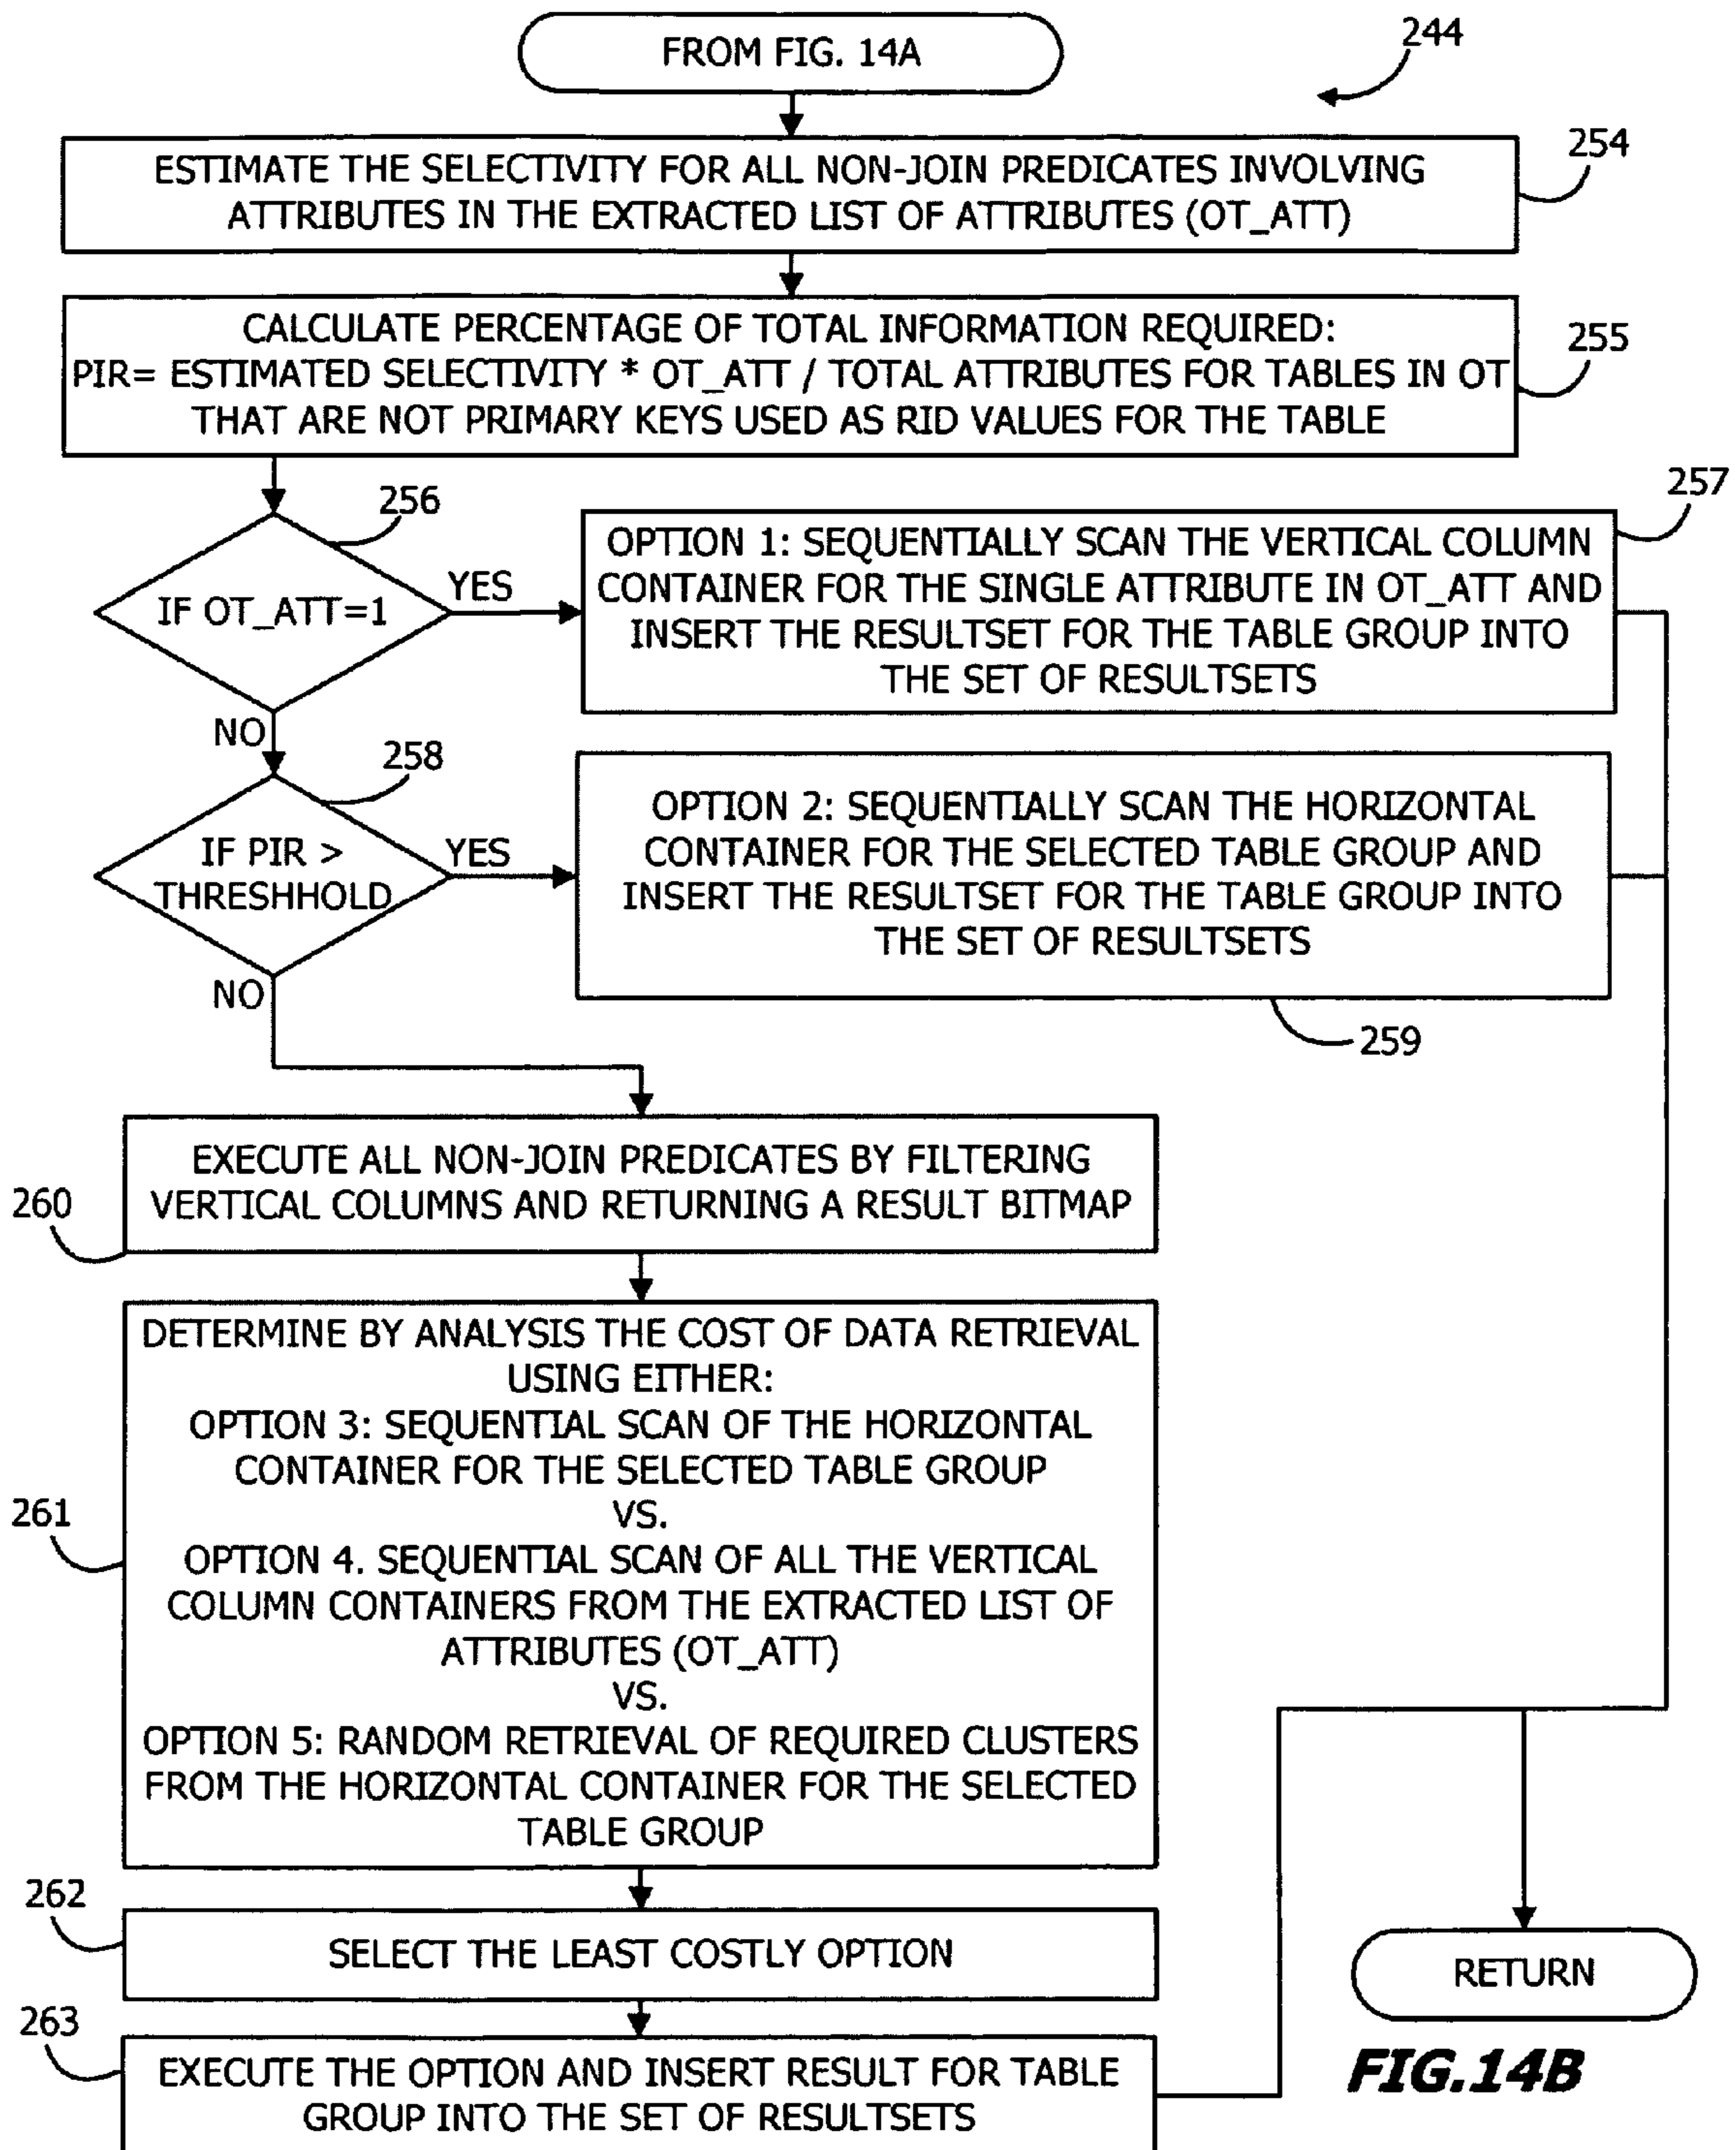 FROM FIG. 14A
244
ESTIMATE THE SELECTIVITY FOR ALL NON-JOIN PREDICATES INVOLVING
ATTRIBUTES IN THE EXTRACTED LIST OF ATTRIBUTES (OT_ATT)
254
CALCULATE PERCENTAGE OF TOTAL INFORMATION REQUIRED:
PIR= ESTIMATED SELECTIVITY * OT_ATT / TOTAL ATTRIBUTES FOR TABLES IN OT
THAT ARE NOT PRIMARY KEYS USED AS RID VALUES FOR THE TABLE
255
256
IF OT_ATT=1
YES
NO
257
OPTION 1: SEQUENTIALLY SCAN THE VERTICAL COLUMN
CONTAINER FOR THE SINGLE ATTRIBUTE IN OT_ATT AND
INSERT THE RESULTSET FOR THE TABLE GROUP INTO
THE SET OF RESULTSETS
258
IF PIR >
THRESHHOLD
YES
NO
OPTION 2: SEQUENTIALLY SCAN THE HORIZONTAL
CONTAINER FOR THE SELECTED TABLE GROUP AND
INSERT THE RESULTSET FOR THE TABLE GROUP INTO
THE SET OF RESULTSETS
259
EXECUTE ALL NON-JOIN PREDICATES BY FILTERING
VERTICAL COLUMNS AND RETURNING A RESULT BITMAP
260
DETERMINE BY ANALYSIS THE COST OF DATA RETRIEVAL
USING EITHER:
OPTION 3: SEQUENTIAL SCAN OF THE HORIZONTAL
CONTAINER FOR THE SELECTED TABLE GROUP
VS.
OPTION 4. SEQUENTIAL SCAN OF ALL THE VERTICAL
COLUMN CONTAINERS FROM THE EXTRACTED LIST OF
ATTRIBUTES (OT_ATT)
VS.
OPTION 5: RANDOM RETRIEVAL OF REQUIRED CLUSTERS
FROM THE HORIZONTAL CONTAINER FOR THE SELECTED
TABLE GROUP
261
262
SELECT THE LEAST COSTLY OPTION
263
EXECUTE THE OPTION AND INSERT RESULT FOR TABLE
GROUP INTO THE SET OF RESULTSETS
RETURN
FIG.14B